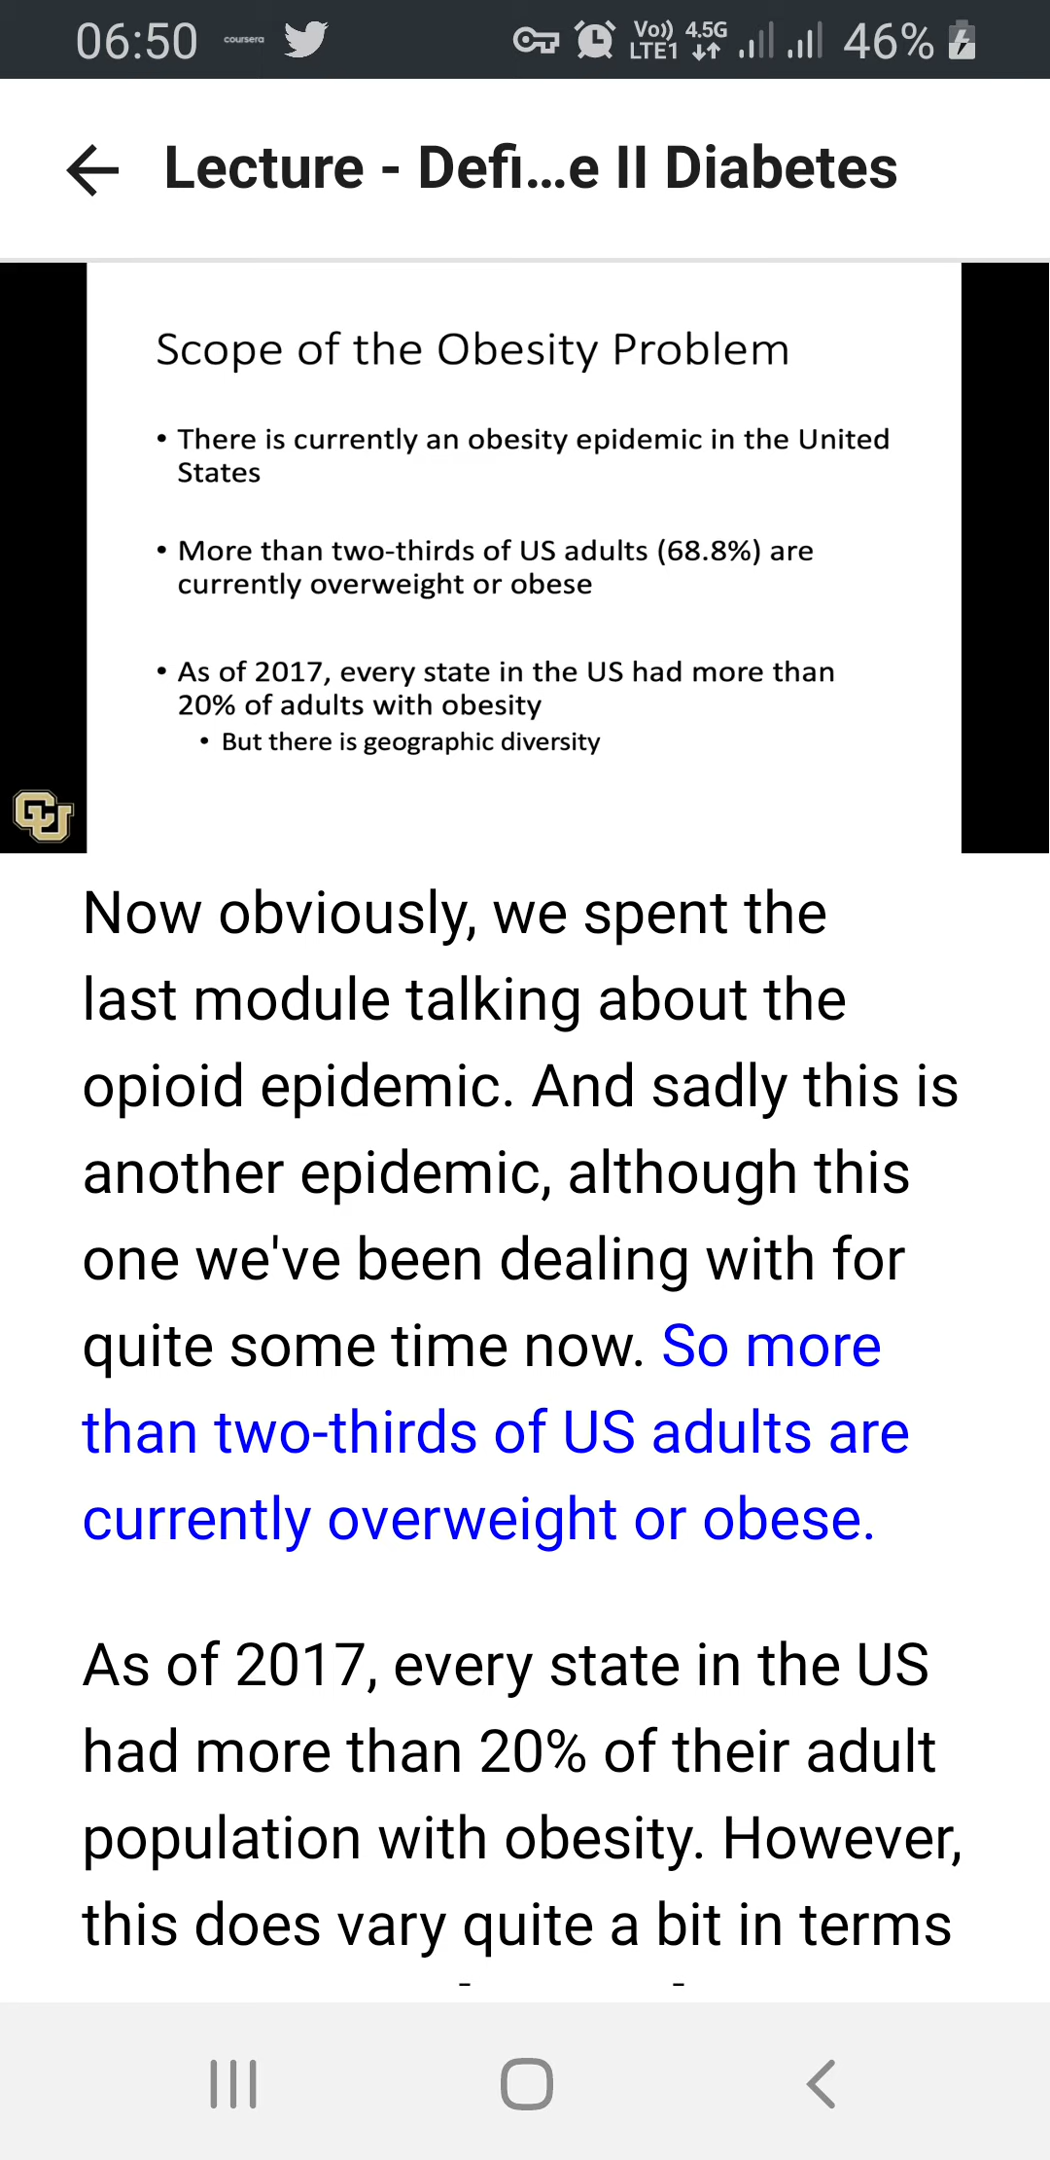 06:50 coursera Vo)) LTE1 4.5G 46%
Lecture - Defi...e II Diabetes
Scope of the Obesity Problem
• There is currently an obesity epidemic in the United
States
• More than two-thirds of US adults (68.8%) are
currently overweight or obese
• As of 2017, every state in the US had more than
20% of adults with obesity
• But there is geographic diversity
CU
Now obviously, we spent the
last module talking about the
opioid epidemic. And sadly this is
another epidemic, although this
one we've been dealing with for
quite some time now. So more
than two-thirds of US adults are
currently overweight or obese.
As of 2017, every state in the US
had more than 20% of their adult
population with obesity. However,
this does vary quite a bit in terms